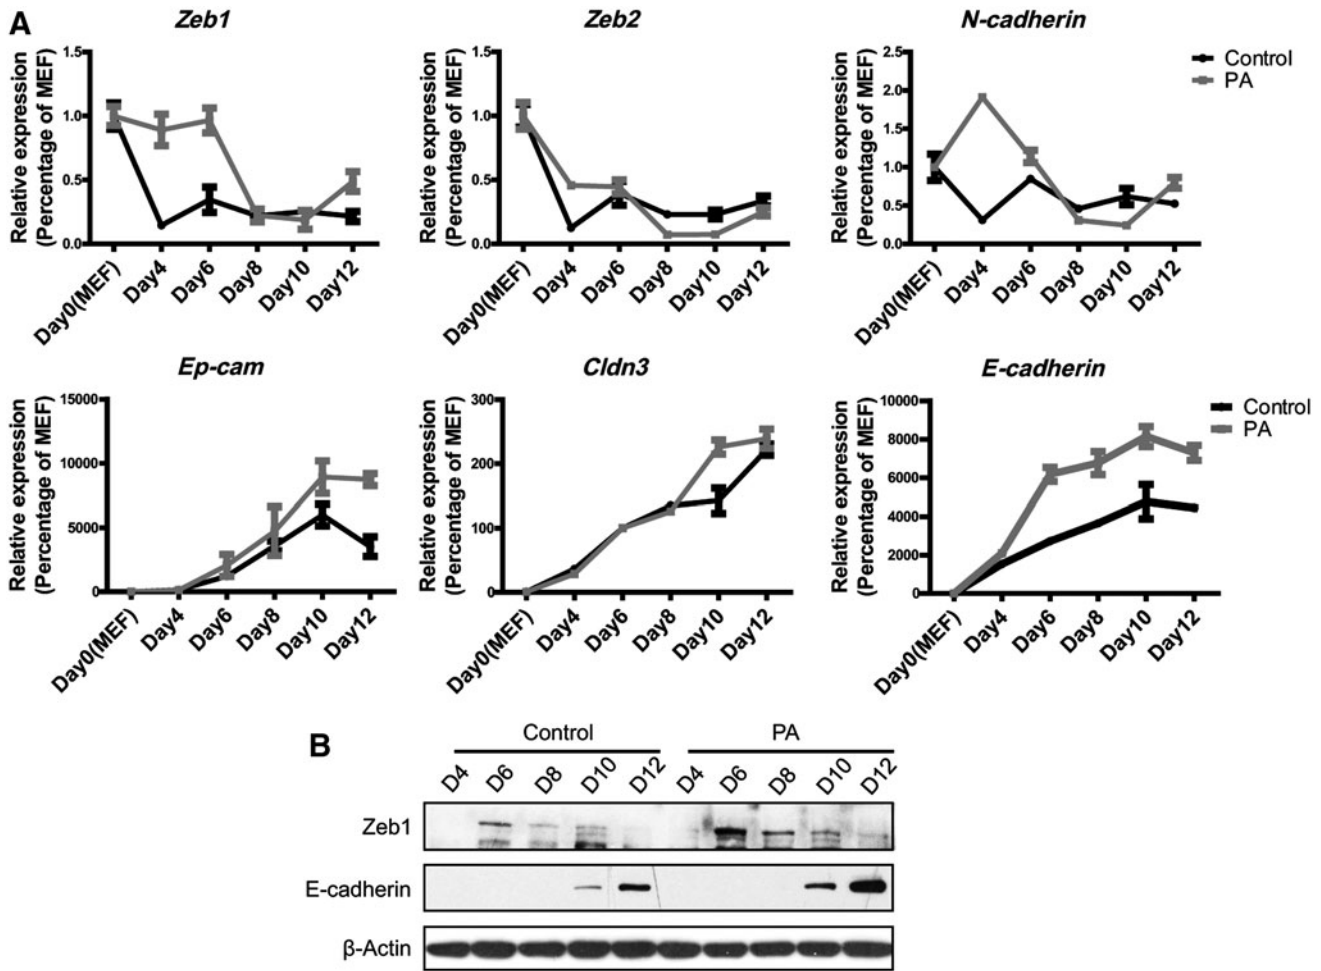 A
Zeb1
Zeb2
N-cadherin
Relative expression
(Percentage of MEF)
1.5
1.0
0.5
0.0
Day0(MEF)
Day4
Day6
Day8
Day10
Day12
Relative expression
(Percentage of MEF)
1.5
1.0
0.5
0.0
Day0(MEF)
Day4
Day6
Day8
Day10
Day12
Relative expression
(Percentage of MEF)
2.5
2.0
1.5
1.0
0.5
0.0
Day0(MEF)
Day4
Day6
Day8
Day10
Day12
Control
PA
Ep-cam
Cldn3
E-cadherin
Relative expression
(Percentage of MEF)
15000
10000
5000
0
Day0(MEF)
Day4
Day6
Day8
Day10
Day12
Relative expression
(Percentage of MEF)
300
200
100
0
Day0(MEF)
Day4
Day6
Day8
Day10
Day12
Relative expression
(Percentage of MEF)
10000
8000
6000
4000
2000
0
Day0(MEF)
Day4
Day6
Day8
Day10
Day12
Control
PA
B
Control PA
D4 D6 D8 D10 D12 D4 D6 D8 D10 D12
Zeb1
E-cadherin
β-Actin